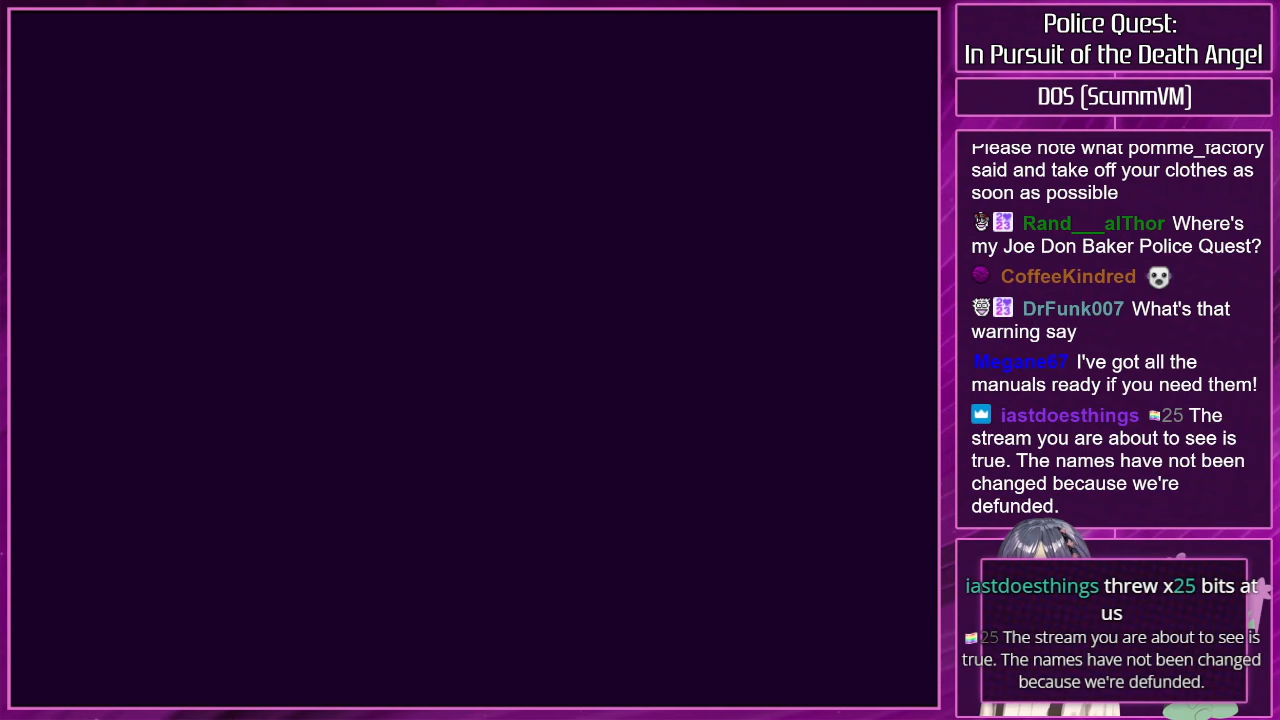 Police Quest:
In Pursuit of the Death Angel
DOS (ScummVM)
Please note what pomme_factory
said and take off your clothes as
soon as possible
Rand___alThor Where's
my Joe Don Baker Police Quest?
CoffeeKindred
DrFunk007 What's that
warning say
Megane67 I've got all the
manuals ready if you need them!
iastdoesthings 25 The
stream you are about to see is
true. The names have not been
changed because we're
defunded.
iastdoesthings threw x25 bits at
us
25 The stream you are about to see is
true. The names have not been changed
because we're defunded.